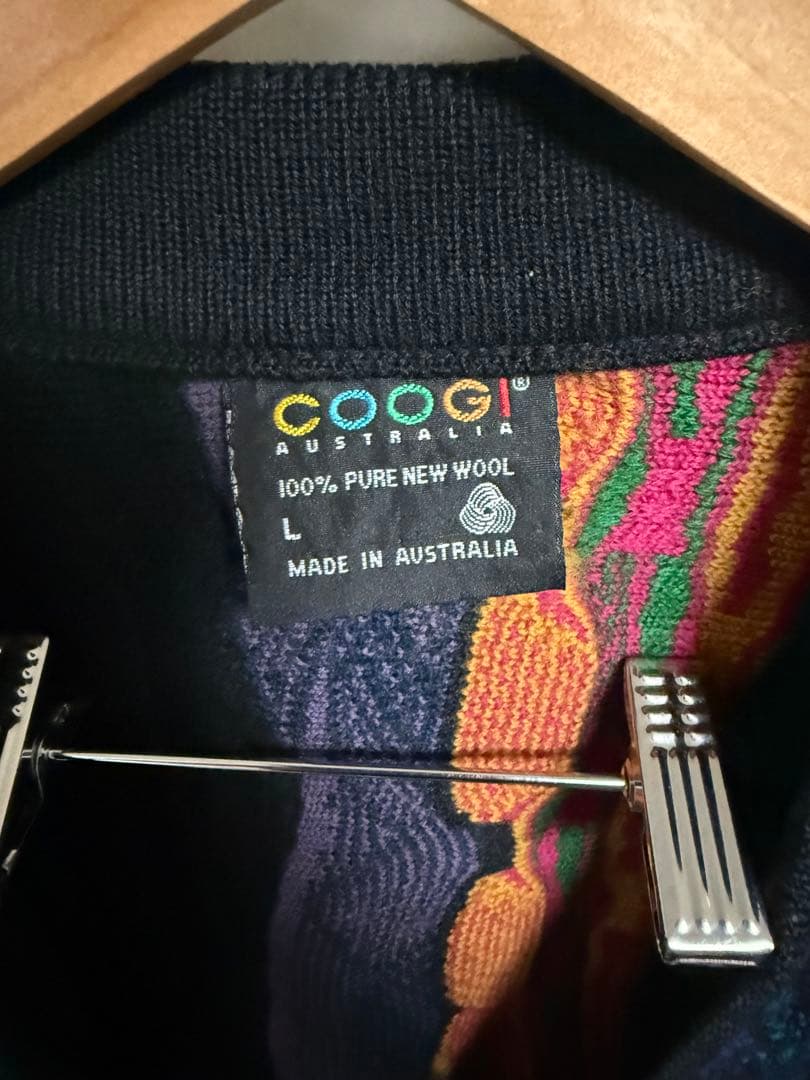 COOGI®
AUSTRALIA
100% PURE NEW WOOL
L
MADE IN AUSTRALIA